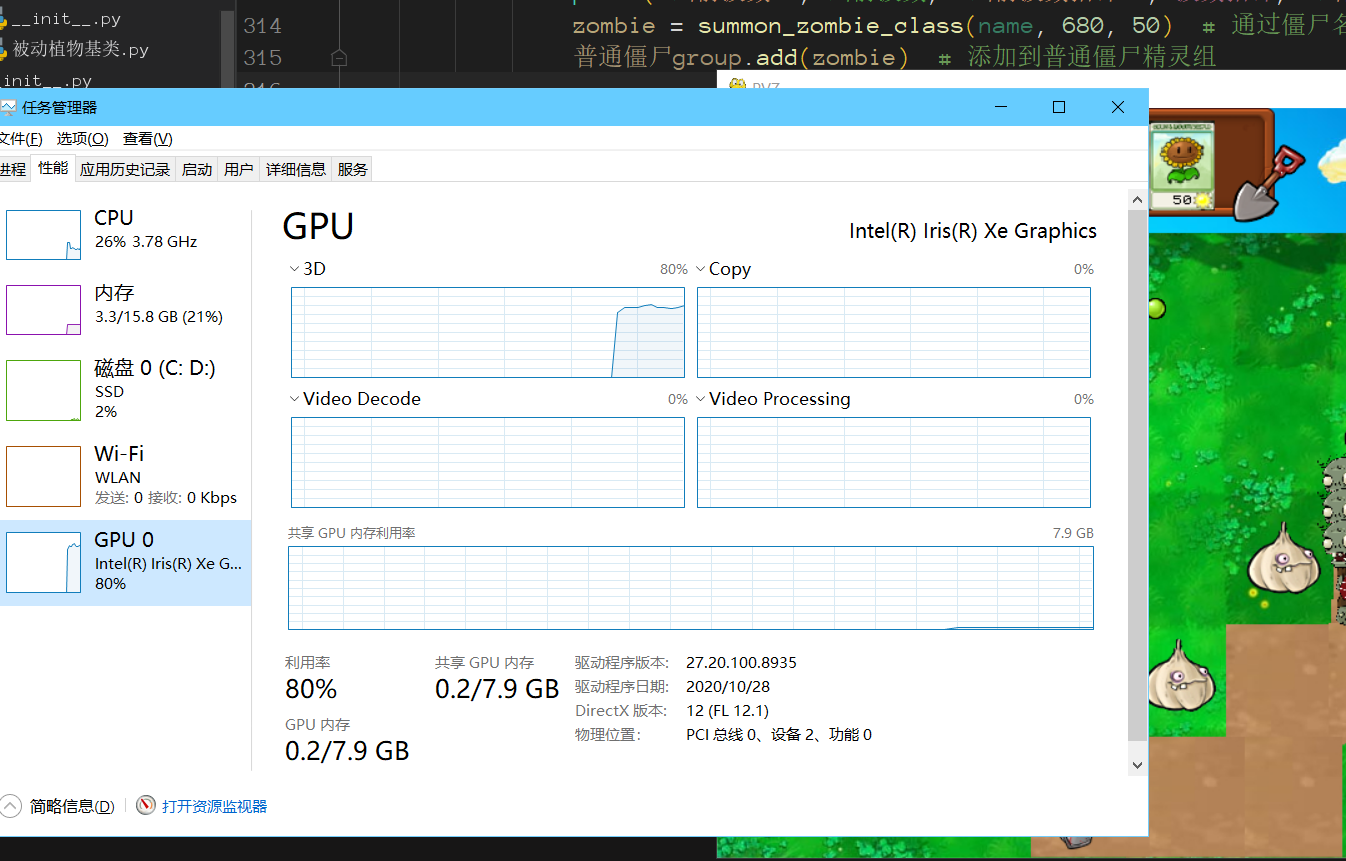 __init__.py
被动植物基类.py
init__.py
314
zombie = summon_zombie_class(name, 680, 50)  # 通过僵尸名
315
普通僵尸group.add(zombie)  # 添加到普通僵尸精灵组
PVZ
任务管理器
文件(F) 选项(O) 查看(V)
进程 性能 应用历史记录 启动 用户 详细信息 服务
CPU
26% 3.78 GHz
内存
3.3/15.8 GB (21%)
磁盘 0 (C: D:)
SSD
2%
Wi-Fi
WLAN
发送: 0 接收: 0 Kbps
GPU 0
Intel(R) Iris(R) Xe G...
80%
GPU
Intel(R) Iris(R) Xe Graphics
3D 80%
Copy 0%
Video Decode 0%
Video Processing 0%
共享 GPU 内存利用率 7.9 GB
利用率
80%
共享 GPU 内存
0.2/7.9 GB
GPU 内存
0.2/7.9 GB
驱动程序版本: 27.20.100.8935
驱动程序日期: 2020/10/28
DirectX 版本: 12 (FL 12.1)
物理位置: PCI 总线 0、设备 2、功能 0
简略信息(D)
打开资源监视器
50